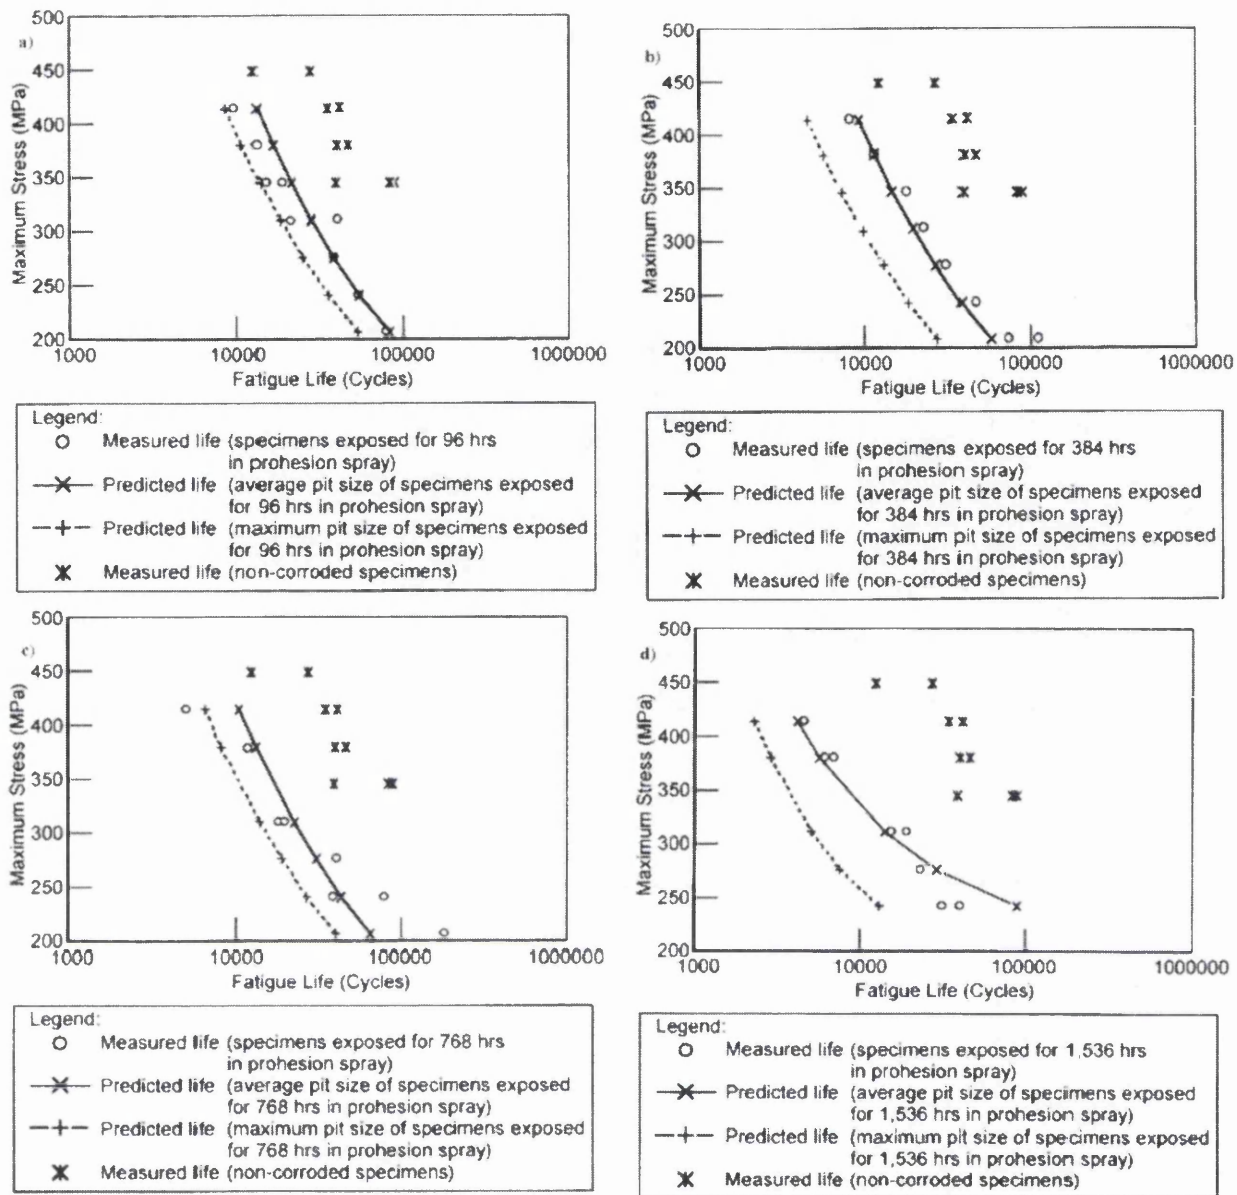 a)
500
450
400
350
300
250
200
1000
10000
100000
1000000
Maximum Stress (MPa)
Fatigue Life (Cycles)
Legend:
Measured life (specimens exposed for 96 hrs
in prohesion spray)
Predicted life (average pit size of specimens exposed
for 96 hrs in prohesion spray)
Predicted life (maximum pit size of specimens exposed
for 96 hrs in prohesion spray)
Measured life (non-corroded specimens)
b)
500
450
400
350
300
250
200
1000
10000
100000
1000000
Maximum Stress (MPa)
Fatigue Life (Cycles)
Legend:
Measured life (specimens exposed for 384 hrs
in prohesion spray)
Predicted life (average pit size of specimens exposed
for 384 hrs in prohesion spray)
Predicted life (maximum pit size of specimens exposed
for 384 hrs in prohesion spray)
Measured life (non-corroded specimens)
c)
500
450
400
350
300
250
200
1000
10000
100000
1000000
Maximum Stress (MPa)
Fatigue Life (Cycles)
Legend:
Measured life (specimens exposed for 768 hrs
in prohesion spray)
Predicted life (average pit size of specimens exposed
for 768 hrs in prohesion spray)
Predicted life (maximum pit size of specimens exposed
for 768 hrs in prohesion spray)
Measured life (non-corroded specimens)
d)
500
450
400
350
300
250
200
1000
10000
100000
1000000
Maximum Stress (MPa)
Fatigue Life (Cycles)
Legend:
Measured life (specimens exposed for 1,536 hrs
in prohesion spray)
Predicted life (average pit size of specimens exposed
for 1,536 hrs in prohesion spray)
Predicted life (maximum pit size of specimens exposed
for 1,536 hrs in prohesion spray)
Measured life (non-corroded specimens)